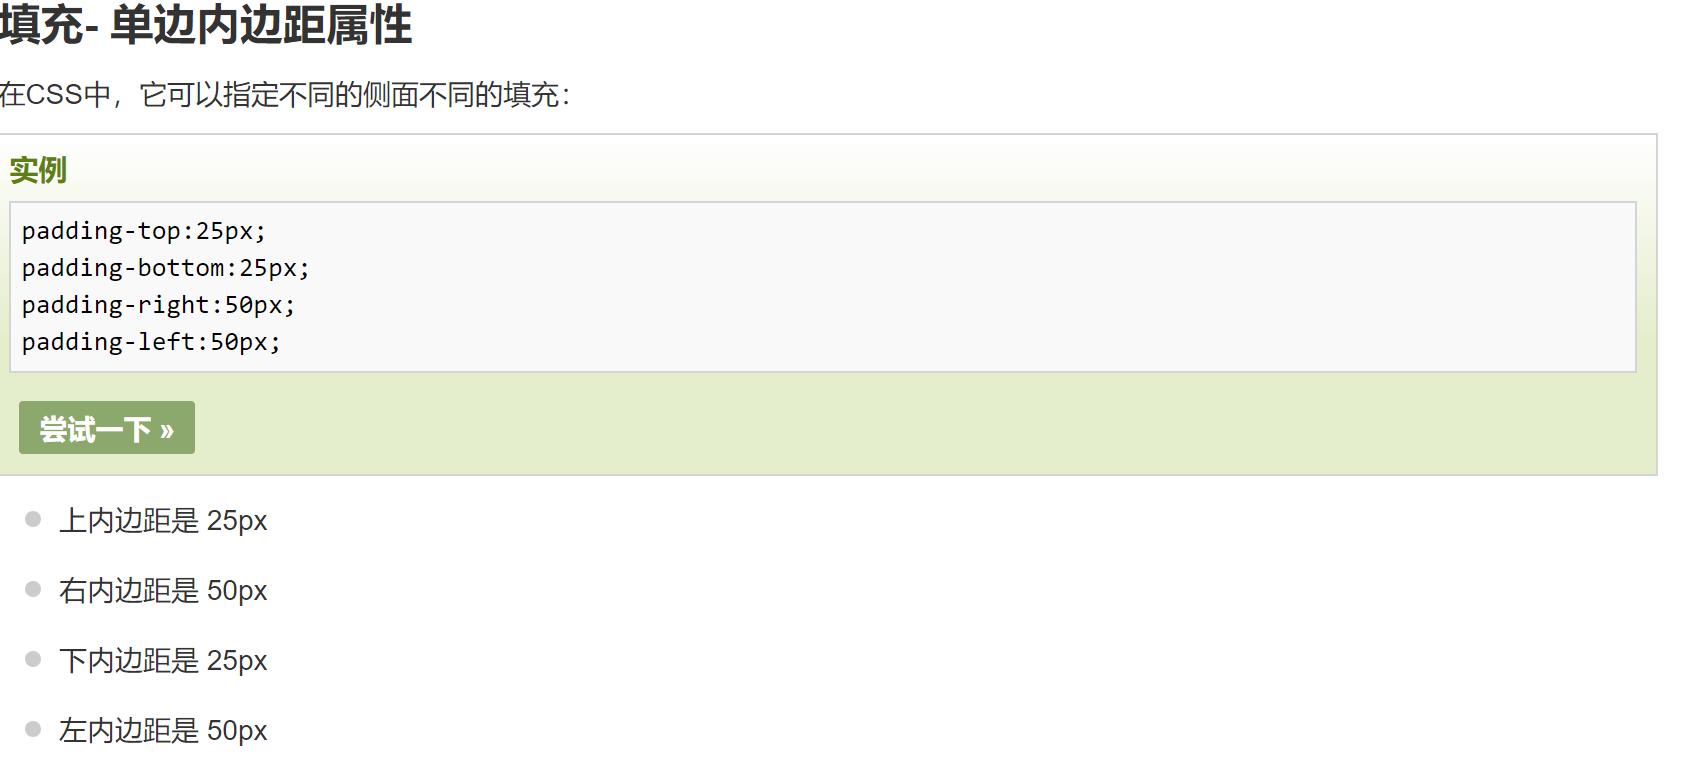 填充- 单边内边距属性
在CSS中，它可以指定不同的侧面不同的填充：
实例
padding-top:25px;
padding-bottom:25px;
padding-right:50px;
padding-left:50px;
尝试一下 »
上内边距是 25px
右内边距是 50px
下内边距是 25px
左内边距是 50px